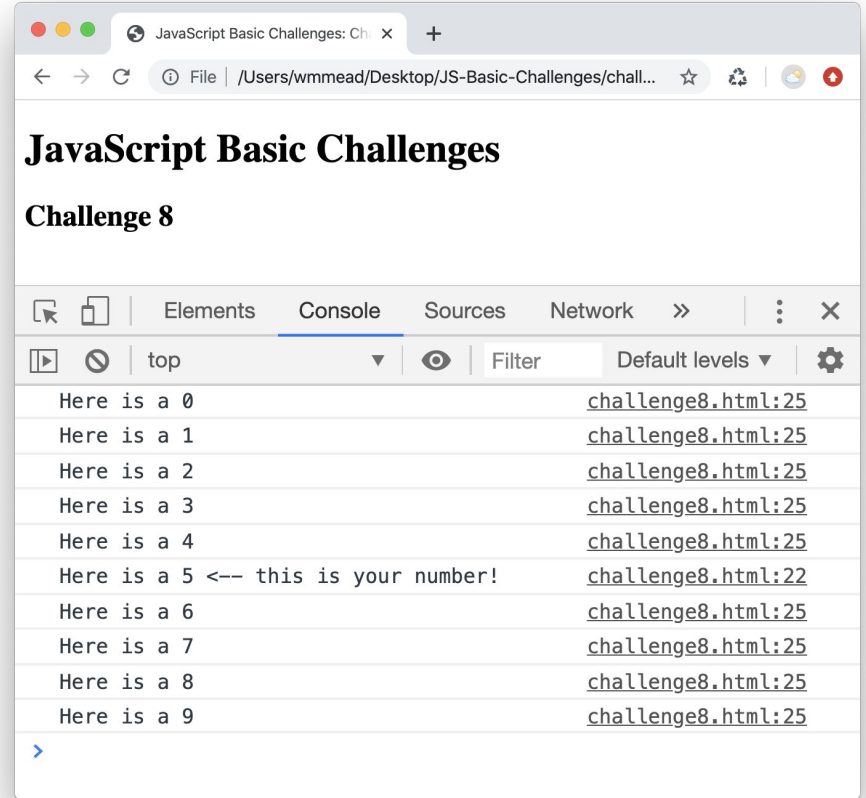 JavaScript Basic Challenges: Ch
File /Users/wmmead/Desktop/JS-Basic-Challenges/chall...
JavaScript Basic Challenges
Challenge 8
Elements Console Sources Network
top Filter Default levels
Here is a 0 challenge8.html:25
Here is a 1 challenge8.html:25
Here is a 2 challenge8.html:25
Here is a 3 challenge8.html:25
Here is a 4 challenge8.html:25
Here is a 5 <-- this is your number! challenge8.html:22
Here is a 6 challenge8.html:25
Here is a 7 challenge8.html:25
Here is a 8 challenge8.html:25
Here is a 9 challenge8.html:25